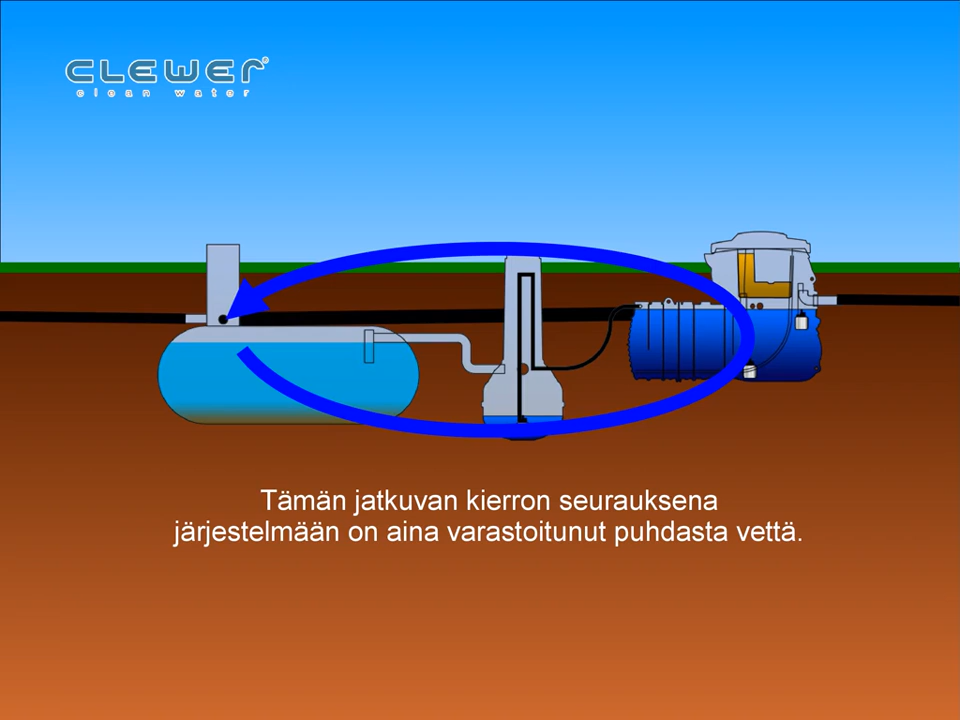 CLEWER®
clean water
Tämän jatkuvan kierron seurauksena
järjestelmään on aina varastoitunut puhdasta vettä.